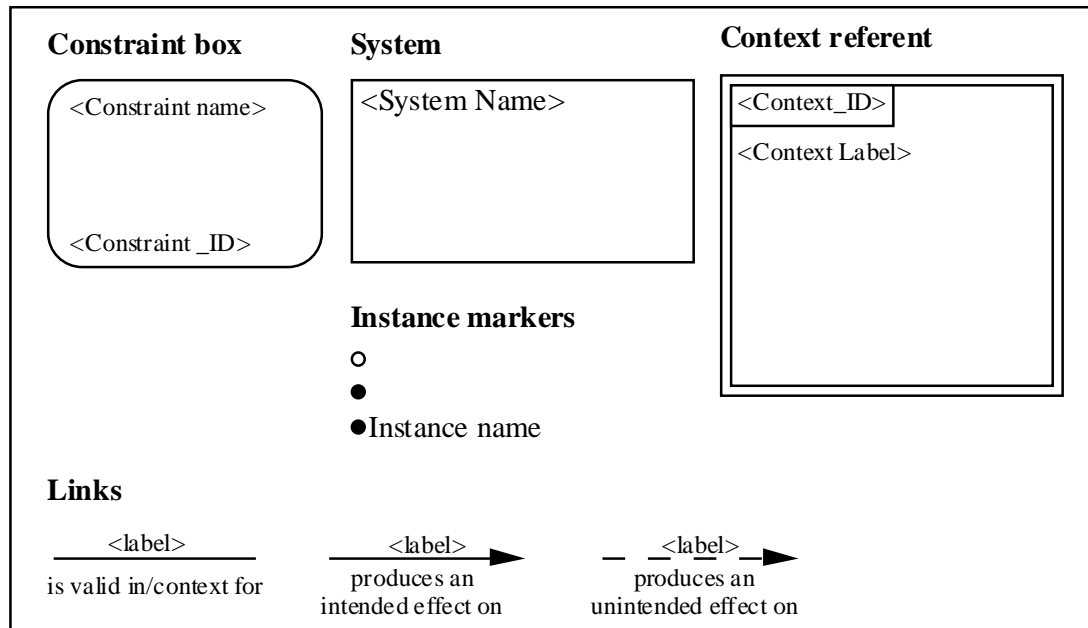 Constraint box
<Constraint name>
<Constraint _ID>
System
<System Name>
Context referent
<Context_ID>
<Context Label>
Instance markers
Instance name
Links
<label>
is valid in/context for
<label>
produces an
intended effect on
<label>
produces an
unintended effect on